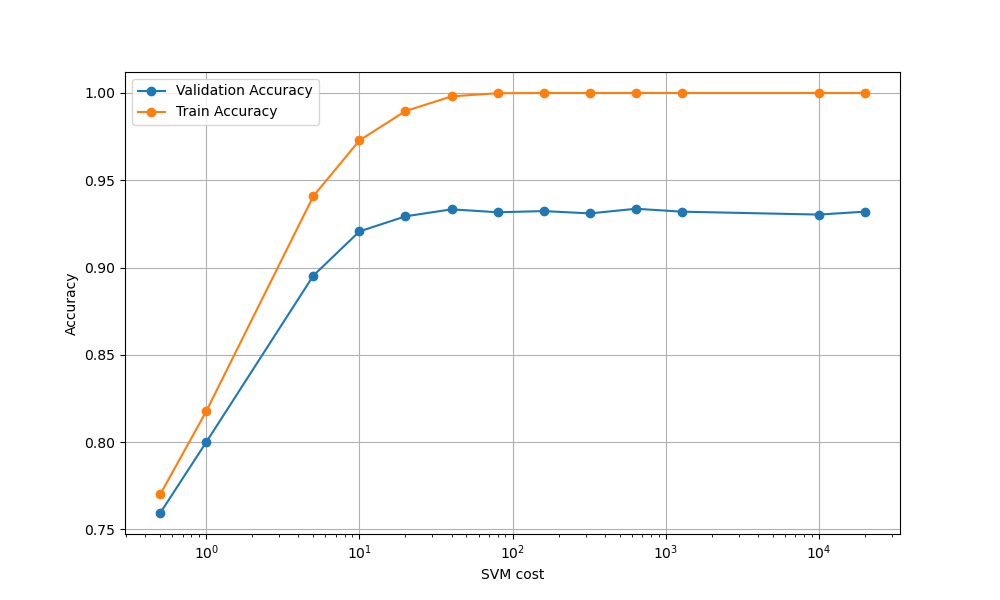 Validation Accuracy
Train Accuracy
1.00
0.95
0.90
0.85
0.80
0.75
Accuracy
10⁰
10¹
10²
10³
10⁴
SVM cost